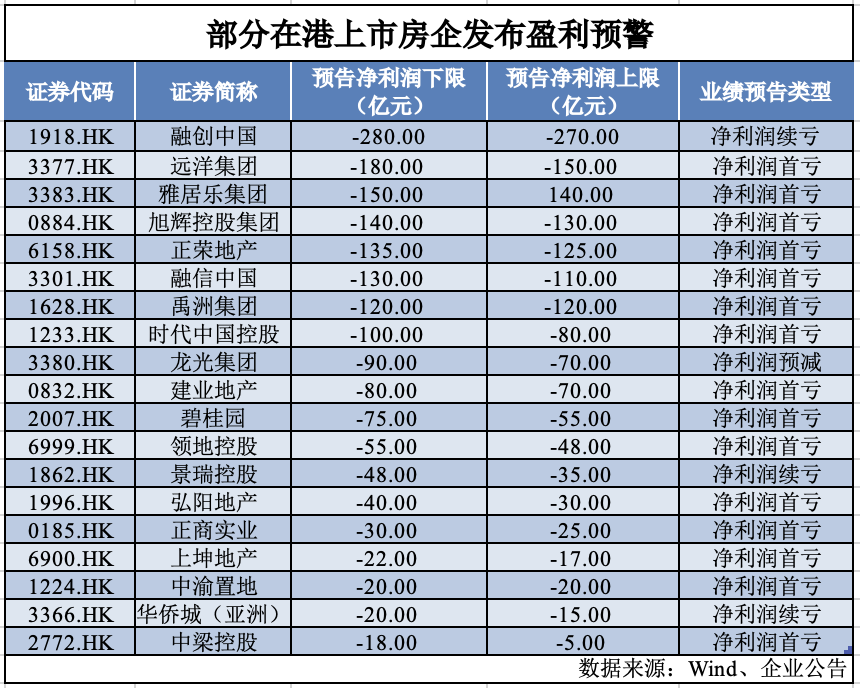 部分在港上市房企发布盈利预警
证券代码 证券简称 预告净利润下限（亿元） 预告净利润上限（亿元） 业绩预告类型
1918.HK 融创中国 -280.00 -270.00 净利润续亏
3377.HK 远洋集团 -180.00 -150.00 净利润首亏
3383.HK 雅居乐集团 -150.00 140.00 净利润首亏
0884.HK 旭辉控股集团 -140.00 -130.00 净利润首亏
6158.HK 正荣地产 -135.00 -125.00 净利润首亏
3301.HK 融信中国 -130.00 -110.00 净利润首亏
1628.HK 禹洲集团 -120.00 -120.00 净利润首亏
1233.HK 时代中国控股 -100.00 -80.00 净利润首亏
3380.HK 龙光集团 -90.00 -70.00 净利润预减
0832.HK 建业地产 -80.00 -70.00 净利润首亏
2007.HK 碧桂园 -75.00 -55.00 净利润首亏
6999.HK 领地控股 -55.00 -48.00 净利润首亏
1862.HK 景瑞控股 -48.00 -35.00 净利润续亏
1996.HK 弘阳地产 -40.00 -30.00 净利润首亏
0185.HK 正商实业 -30.00 -25.00 净利润首亏
6900.HK 上坤地产 -22.00 -17.00 净利润首亏
1224.HK 中渝置地 -20.00 -20.00 净利润首亏
3366.HK 华侨城（亚洲） -20.00 -15.00 净利润续亏
2772.HK 中梁控股 -18.00 -5.00 净利润首亏
数据来源：Wind、企业公告